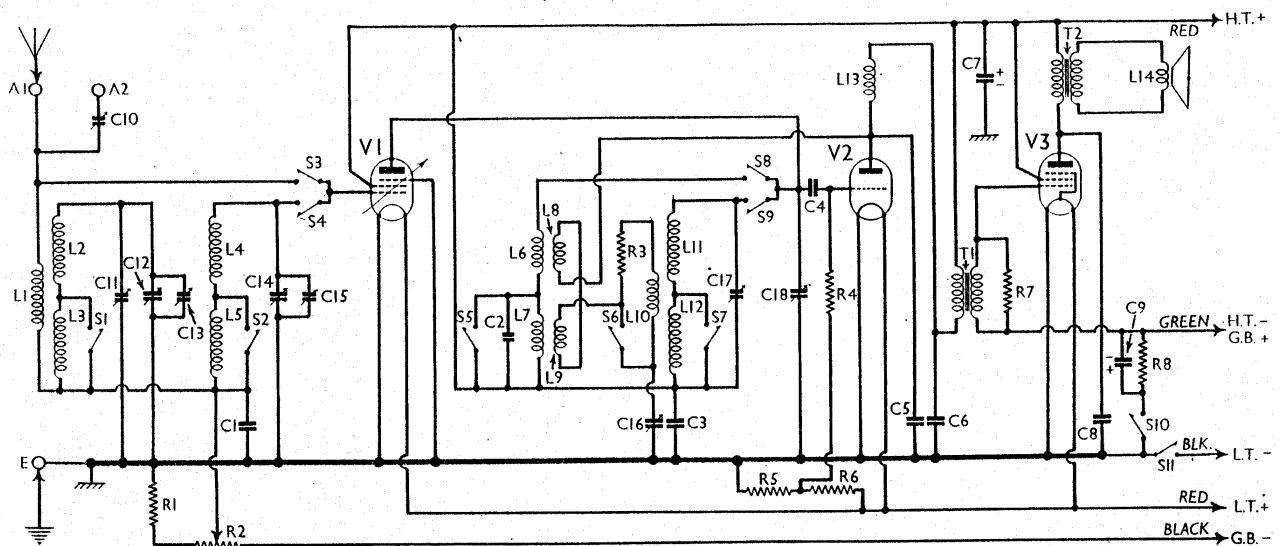 H.T.+
RED
T2
C7
L14
L13
A1
A2
C10
V1
V2
V3
S3
S4
S8
S9
C4
L2
L8
L6
R3
L11
L4
C12
C11
C14
C15
C13
C17
C18
R4
T1
R7
L1
L3
S1
L5
S2
S5
C2
L7
S6
L10
L12
S7
L9
C9
GREEN
H.T.-
G.B.+
R8
C1
C16
C3
C5
C6
C8
S10
E
BLK.
L.T.-
S11
R5
R6
R1
RED
L.T.+
R2
BLACK
G.B.-